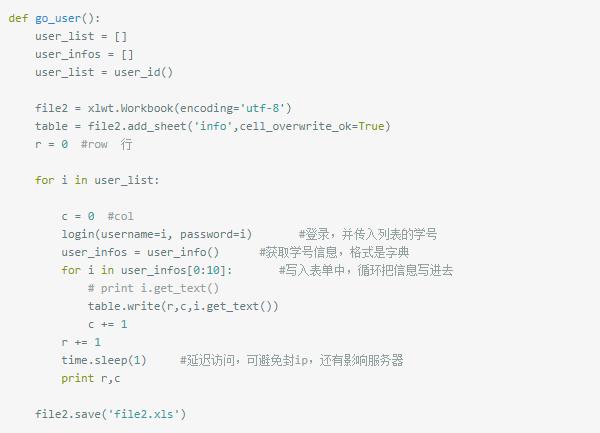 def go_user():
    user_list = []
    user_infos = []
    user_list = user_id()

    file2 = xlwt.Workbook(encoding='utf-8')
    table = file2.add_sheet('info',cell_overwrite_ok=True)
    r = 0  #row  行

    for i in user_list:

        c = 0  #col
        login(username=i, password=i)       #登录，并传入列表的学号
        user_infos = user_info()      #获取学号信息，格式是字典
        for i in user_infos[0:10]:       #写入表单中，循环把信息写进去
            # print i.get_text()
            table.write(r,c,i.get_text())
            c += 1
        r += 1
        time.sleep(1)     #延迟访问，可避免封ip，还有影响服务器
        print r,c

    file2.save('file2.xls')